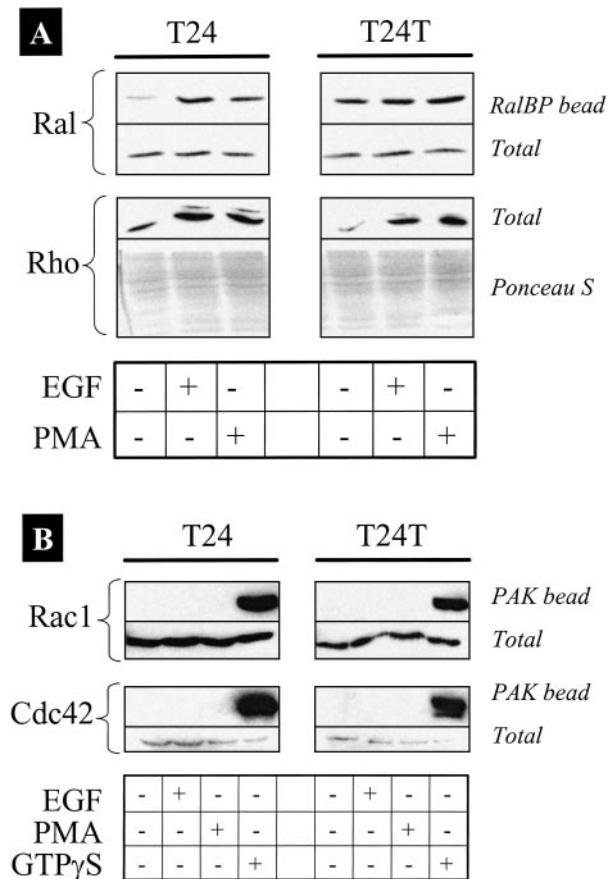 A
T24 T24T
Ral RalBP bead
Total
Rho Total
Ponceau S
EGF - + - - + -
PMA - - + - - +
B
T24 T24T
Rac1 PAK bead
Total
Cdc42 PAK bead
Total
EGF - + - - - + - -
PMA - - + - - - + -
GTPγS - - - + - - - +